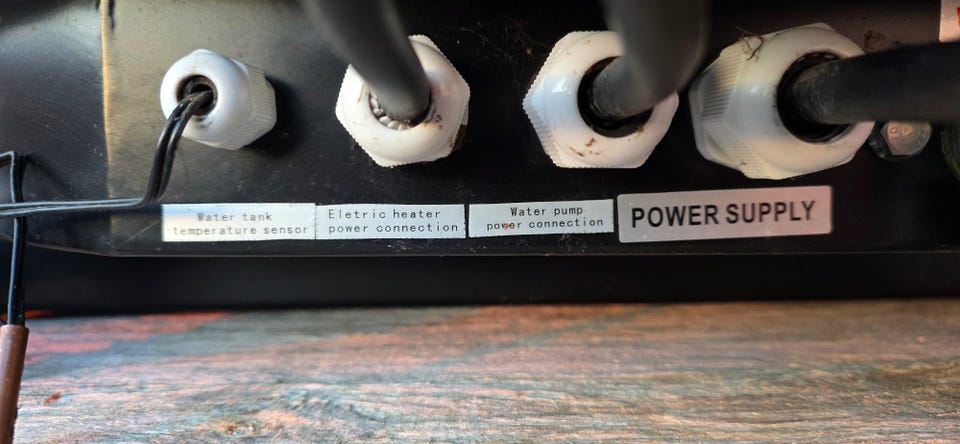 Water tank
temperature sensor
Eletric heater
power connection
Water pump
power connection
POWER SUPPLY